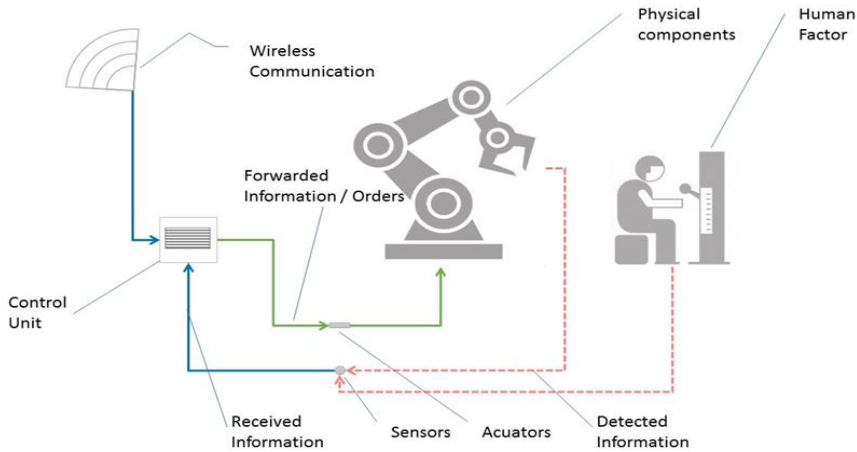 Physical
components
Human
Factor
Wireless
Communication
Forwarded
Information / Orders
Control
Unit
Received
Information
Sensors
Acuators
Detected
Information